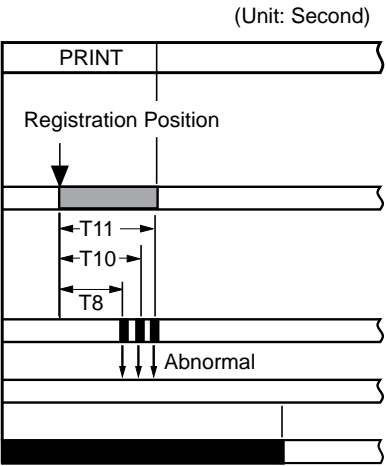 (Unit: Second)
PRINT
Registration Position
T11
T10
T8
Abnormal